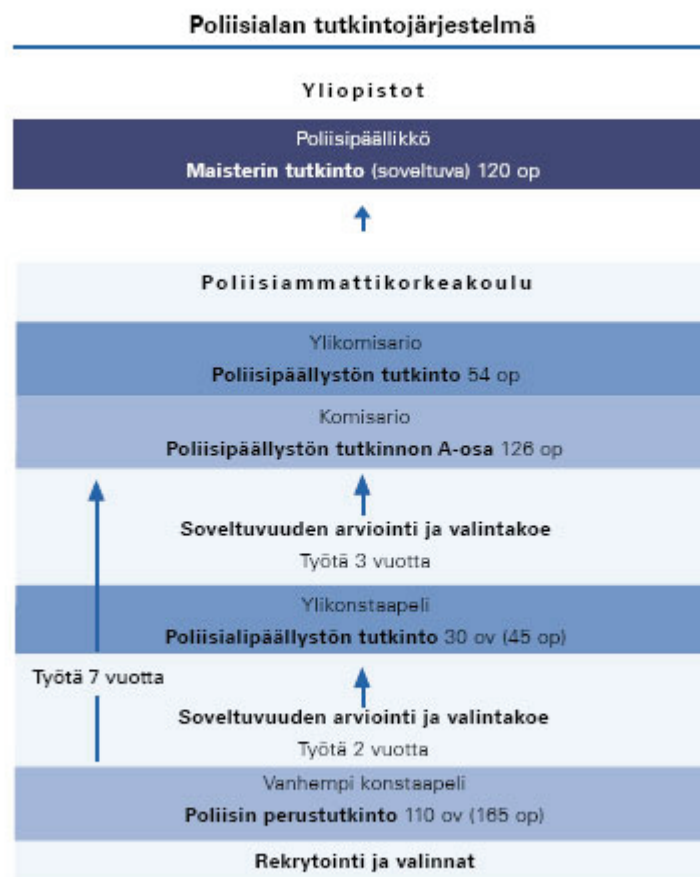 Poliisialan tutkintojärjestelmä
Yliopistot
Poliisipäällikkö
Maisterin tutkinto (soveltuva) 120 op
Poliisiammattikorkeakoulu
Ylikomisario
Poliisipäällystön tutkinto 54 op
Komisario
Poliisipäällystön tutkinnon A-osa 126 op
Soveltuvuuden arviointi ja valintakoe
Työtä 3 vuotta
Ylikonstaapeli
Poliisialipäällystön tutkinto 30 ov (45 op)
Työtä 7 vuotta
Soveltuvuuden arviointi ja valintakoe
Työtä 2 vuotta
Vanhempi konstaapeli
Poliisin perustutkinto 110 ov (165 op)
Rekrytointi ja valinnat